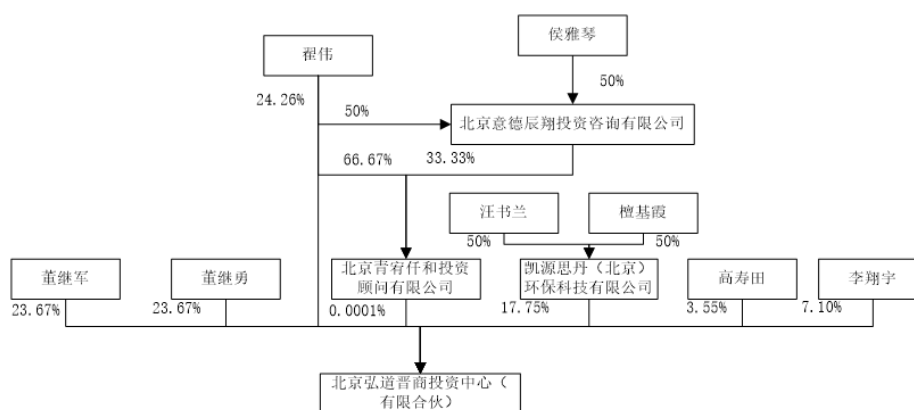 侯雅琴
翟伟
50%
24.26%
50%
北京意德辰翔投资咨询有限公司
66.67%
33.33%
汪书兰
檀基霞
50%
50%
董继军
董继勇
北京青宥仟和投资
顾问有限公司
凯源思丹（北京）
环保科技有限公司
高寿田
李翔宇
23.67%
23.67%
0.0001%
17.75%
3.55%
7.10%
北京弘道晋商投资中心（
有限合伙）